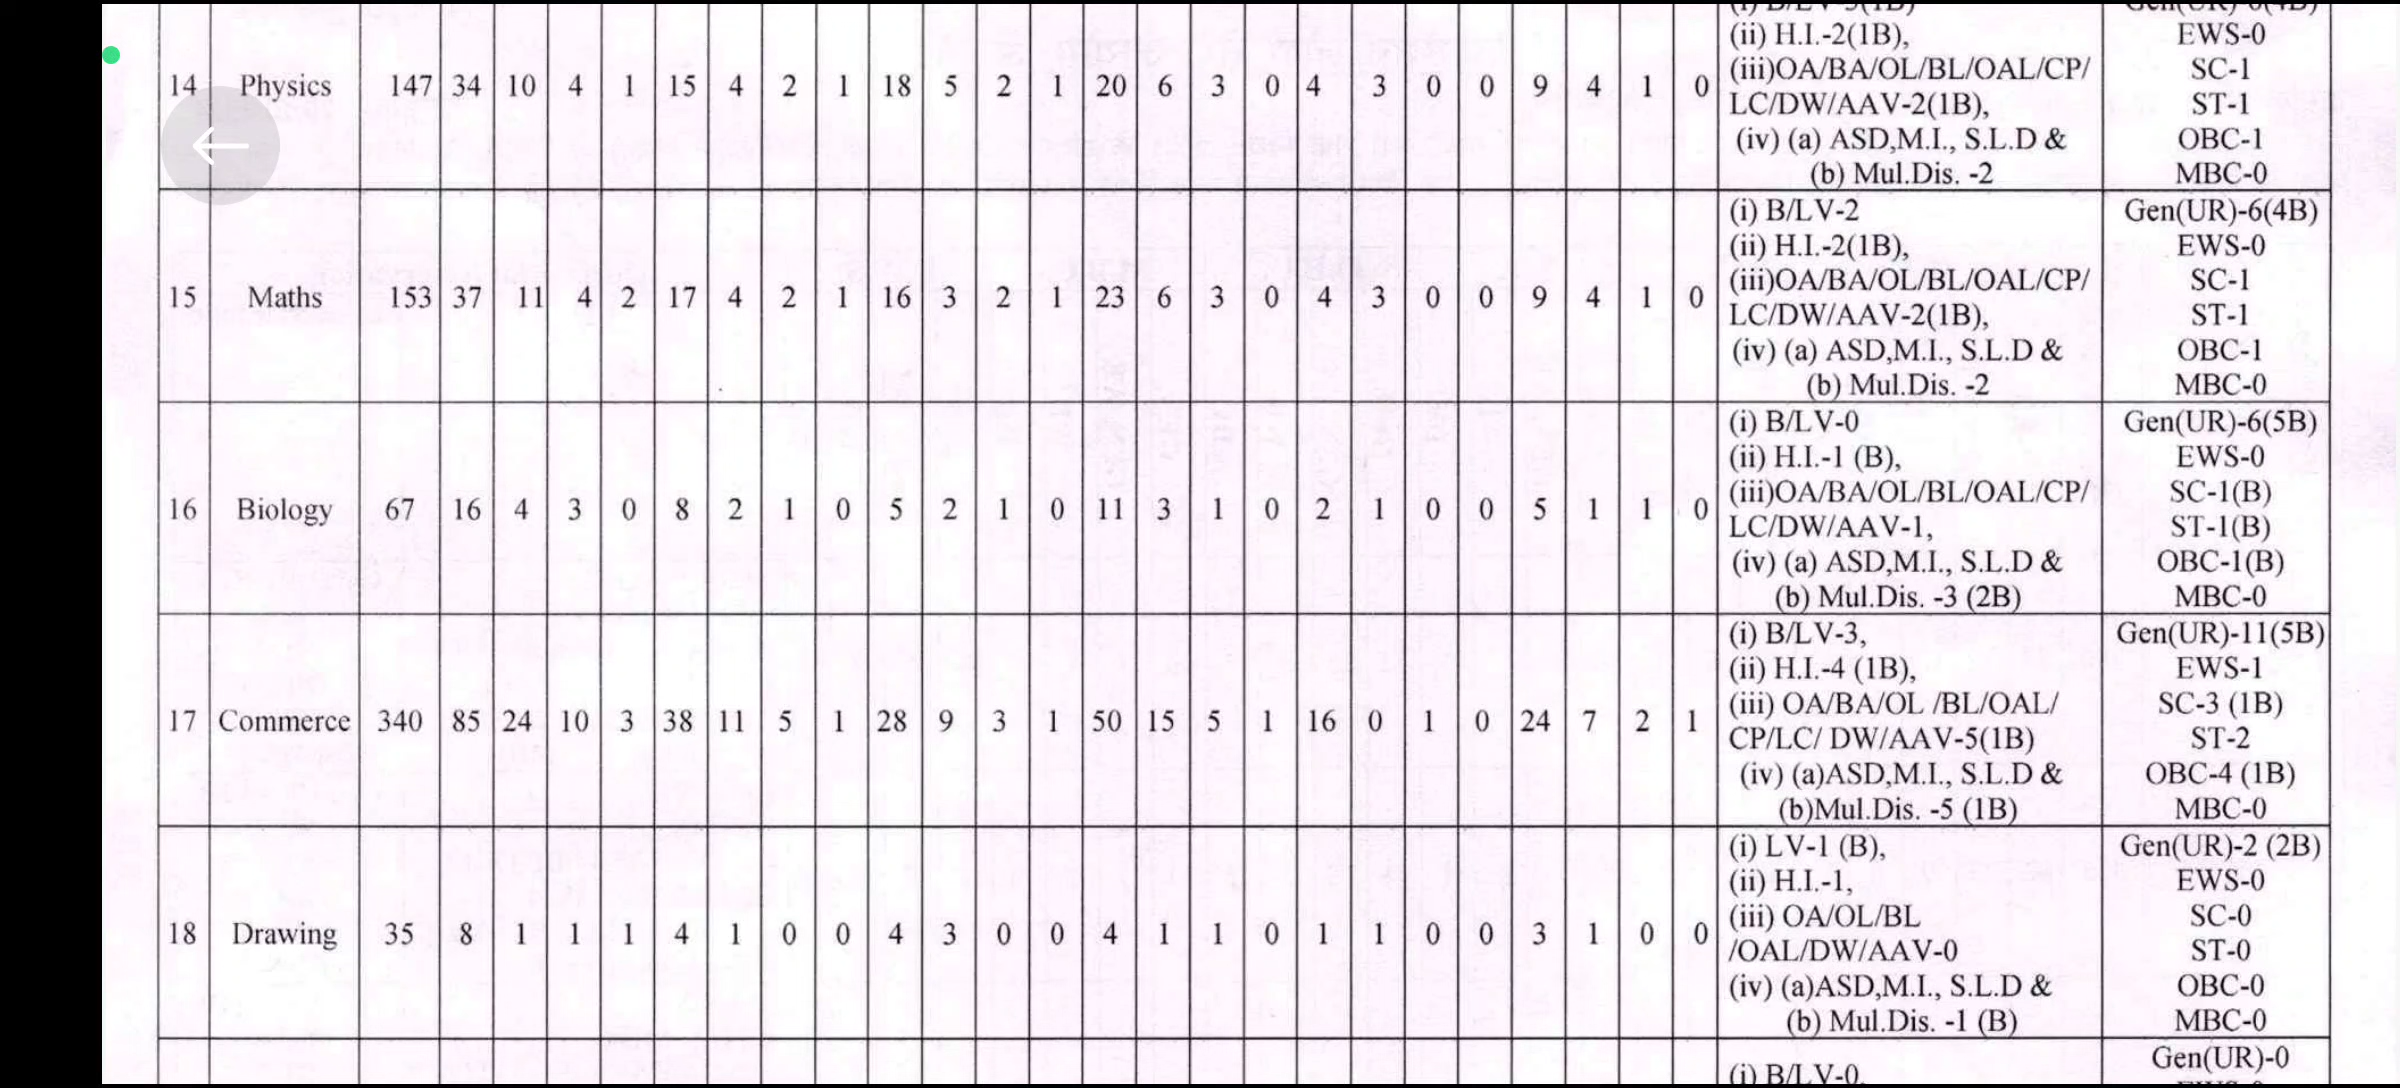 (i) B/LV-3(1B) Gen(UR)-6(4B)
(ii) H.I.-2(1B), EWS-0
14 Physics 147 34 10 4 1 15 4 2 1 18 5 2 1 20 6 3 0 4 3 0 0 9 4 1 0 (iii)OA/BA/OL/BL/OAL/CP/ SC-1
LC/DW/AAV-2(1B), ST-1
(iv) (a) ASD,M.I., S.L.D & OBC-1
(b) Mul.Dis. -2 MBC-0
(i) B/LV-2 Gen(UR)-6(4B)
(ii) H.I.-2(1B), EWS-0
15 Maths 153 37 11 4 2 17 4 2 1 16 3 2 1 23 6 3 0 4 3 0 0 9 4 1 0 (iii)OA/BA/OL/BL/OAL/CP/ SC-1
LC/DW/AAV-2(1B), ST-1
(iv) (a) ASD,M.I., S.L.D & OBC-1
(b) Mul.Dis. -2 MBC-0
(i) B/LV-0 Gen(UR)-6(5B)
(ii) H.I.-1 (B), EWS-0
16 Biology 67 16 4 3 0 8 2 1 0 5 2 1 0 11 3 1 0 2 1 0 0 5 1 1 0 (iii)OA/BA/OL/BL/OAL/CP/ SC-1(B)
LC/DW/AAV-1, ST-1(B)
(iv) (a) ASD,M.I., S.L.D & OBC-1(B)
(b) Mul.Dis. -3 (2B) MBC-0
(i) B/LV-3, Gen(UR)-11(5B)
(ii) H.I.-4 (1B), EWS-1
17 Commerce 340 85 24 10 3 38 11 5 1 28 9 3 1 50 15 5 1 16 0 1 0 24 7 2 1 (iii) OA/BA/OL /BL/OAL/ SC-3 (1B)
CP/LC/ DW/AAV-5(1B) ST-2
(iv) (a)ASD,M.I., S.L.D & OBC-4 (1B)
(b)Mul.Dis. -5 (1B) MBC-0
(i) LV-1 (B), Gen(UR)-2 (2B)
(ii) H.I.-1, EWS-0
18 Drawing 35 8 1 1 1 4 1 0 0 4 3 0 0 4 1 1 0 1 1 0 0 3 1 0 0 (iii) OA/OL/BL SC-0
/OAL/DW/AAV-0 ST-0
(iv) (a)ASD,M.I., S.L.D & OBC-0
(b) Mul.Dis. -1 (B) MBC-0
(i) B/LV-0, Gen(UR)-0